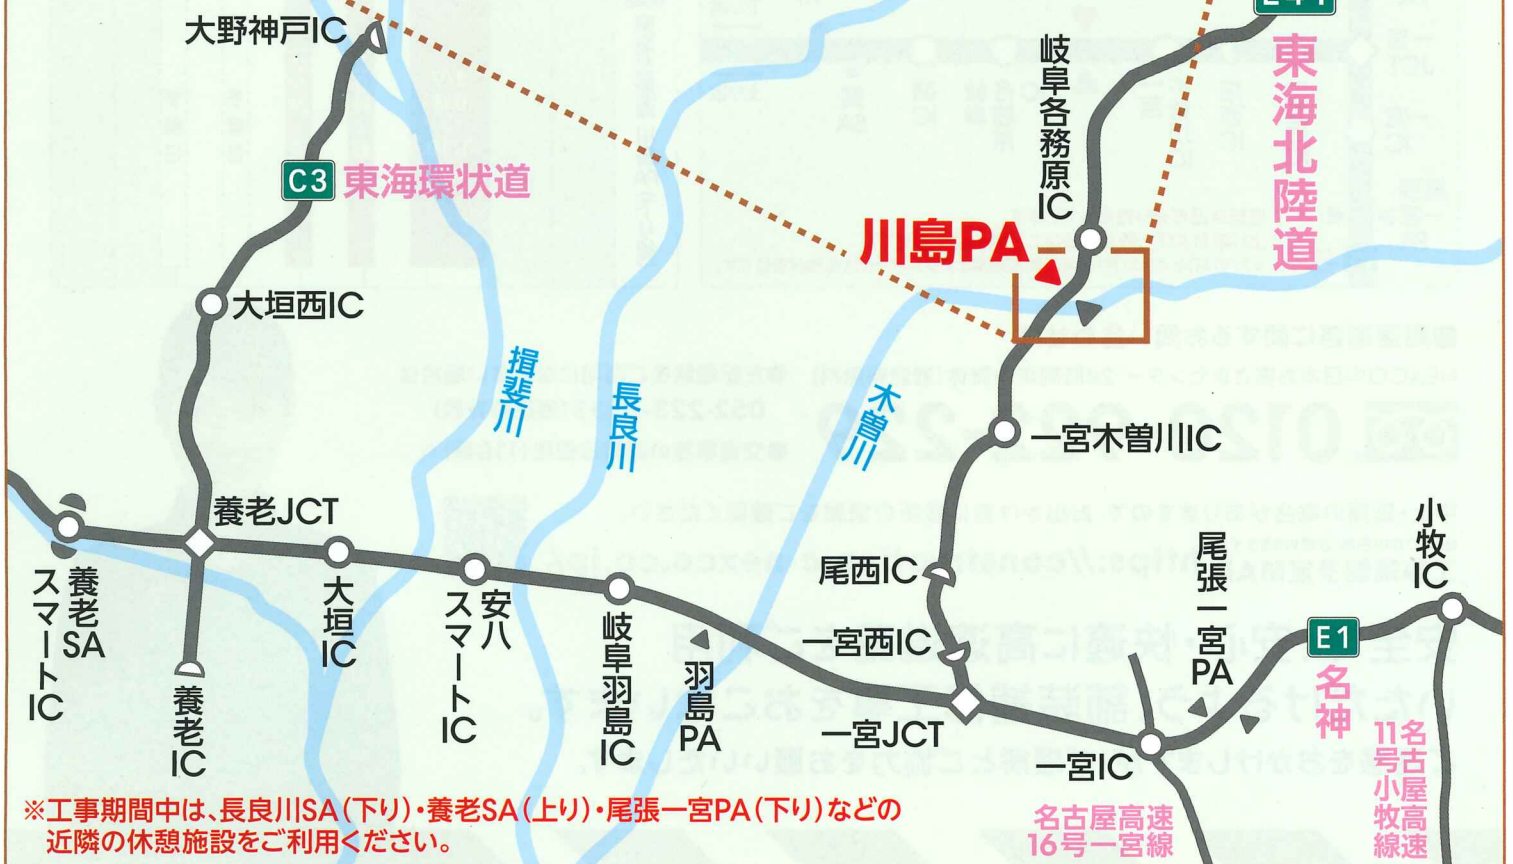 大野神戸IC
岐阜各務原IC
東海北陸道
C3 東海環状道
川島PA
大垣西IC
揖斐川
長良川
木曽川
一宮木曽川IC
養老JCT
小牧IC
尾張一宮PA
尾西IC
養老SA
スマートIC
大垣IC
安八
スマートIC
岐阜羽島IC
羽島PA
一宮西IC
E1
名神
養老IC
一宮JCT
一宮IC
名古屋高速
11号小牧線
名古屋高速
16号一宮線
※工事期間中は、長良川SA(下り)・養老SA(上り)・尾張一宮PA(下り)などの
近隣の休憩施設をご利用ください。